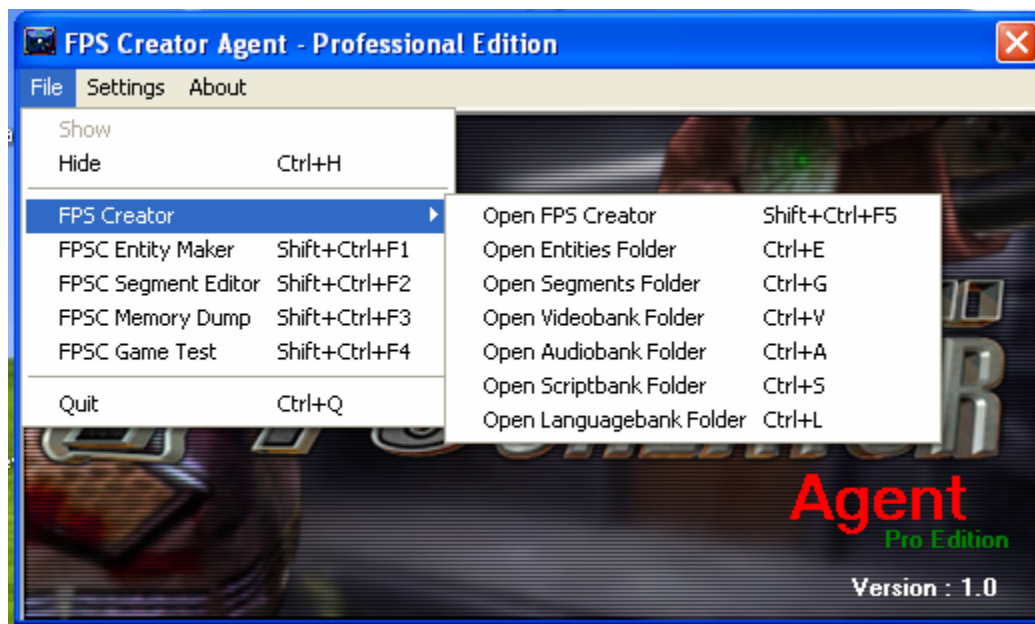 FPS Creator Agent - Professional Edition
File Settings About
Show
Hide Ctrl+H
FPS Creator
FPSC Entity Maker Shift+Ctrl+F1
FPSC Segment Editor Shift+Ctrl+F2
FPSC Memory Dump Shift+Ctrl+F3
FPSC Game Test Shift+Ctrl+F4
Quit Ctrl+Q
Open FPS Creator Shift+Ctrl+F5
Open Entities Folder Ctrl+E
Open Segments Folder Ctrl+G
Open Videobank Folder Ctrl+V
Open Audiobank Folder Ctrl+A
Open Scriptbank Folder Ctrl+S
Open Languagebank Folder Ctrl+L
Agent
Pro Edition
Version : 1.0